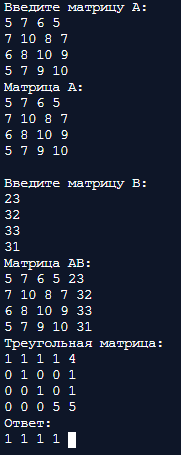 Введите матрицу A:
5 7 6 5
7 10 8 7
6 8 10 9
5 7 9 10
Матрица A:
5 7 6 5
7 10 8 7
6 8 10 9
5 7 9 10
Введите матрицу B:
23
32
33
31
Матрица AB:
5 7 6 5 23
7 10 8 7 32
6 8 10 9 33
5 7 9 10 31
Треугольная матрица:
1 1 1 1 4
0 1 0 0 1
0 0 1 0 1
0 0 0 5 5
Ответ:
1 1 1 1